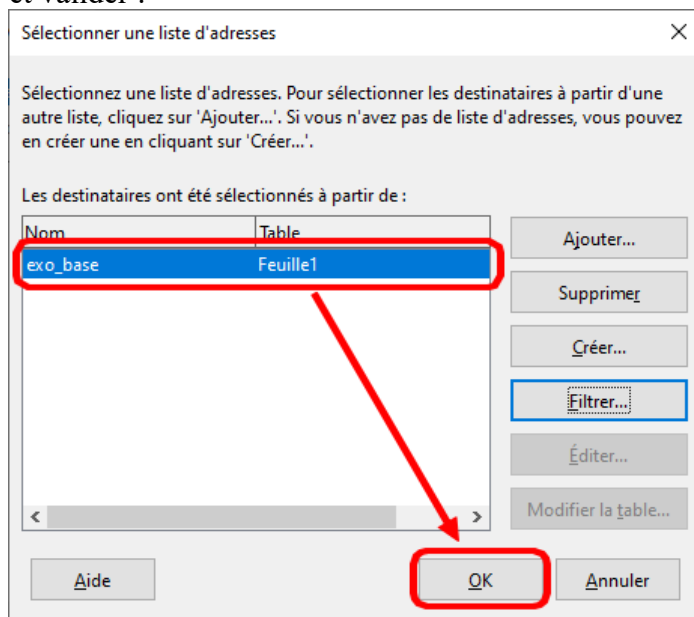 et valider :
Sélectionner une liste d'adresses
Sélectionnez une liste d'adresses. Pour sélectionner les destinataires à partir d'une
autre liste, cliquez sur 'Ajouter...'. Si vous n'avez pas de liste d'adresses, vous pouvez
en créer une en cliquant sur 'Créer...'.
Les destinataires ont été sélectionnés à partir de :
Nom Table
exo_base Feuille1
Ajouter...
Supprimer
Créer...
Filtrer...
Éditer...
Modifier la table...
Aide OK Annuler